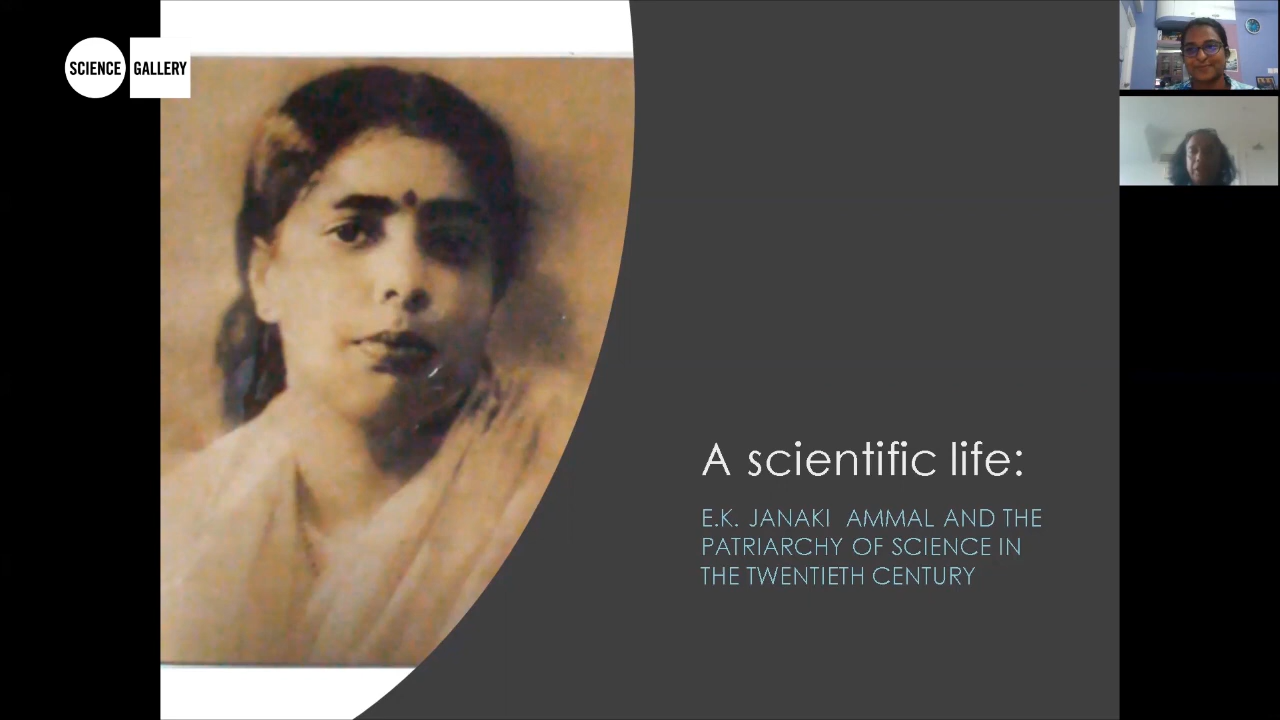 SCIENCE GALLERY
A scientific life:
E.K. JANAKI AMMAL AND THE
PATRIARCHY OF SCIENCE IN
THE TWENTIETH CENTURY